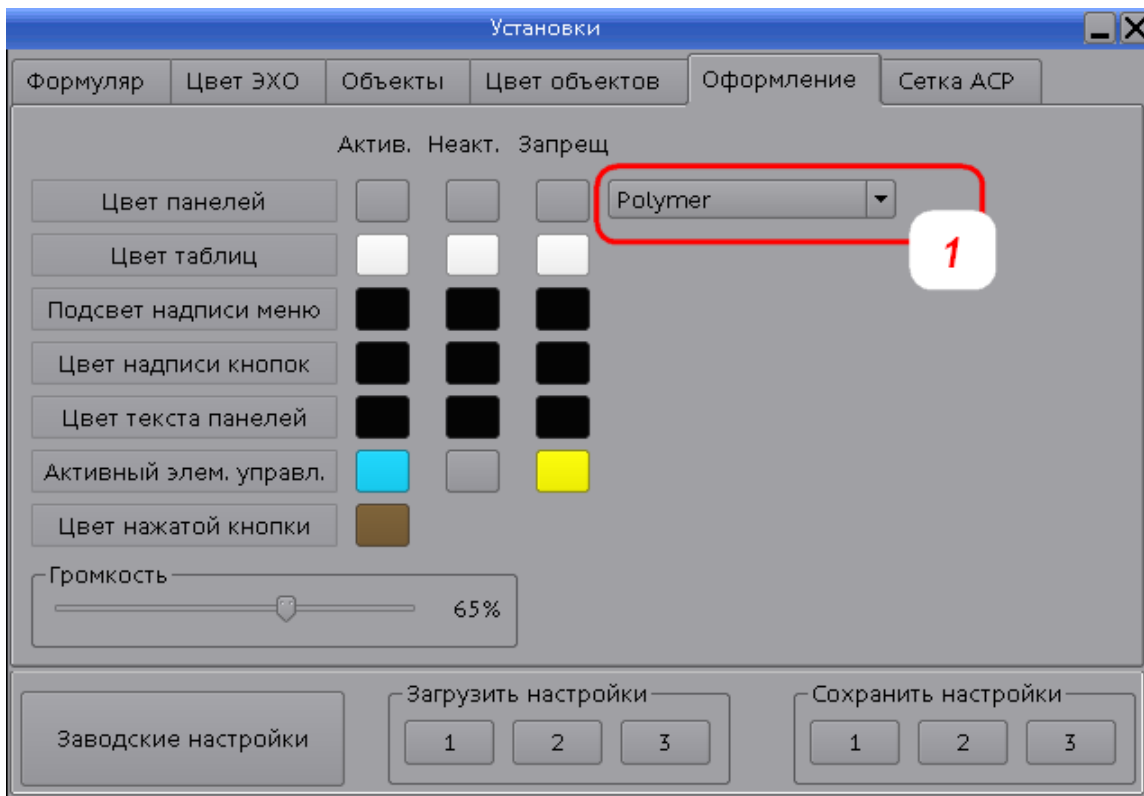 Установки
Формуляр Цвет ЭХО Объекты Цвет объектов Оформление Сетка АСР
Актив. Неакт. Запрещ
Цвет панелей Polymer
1
Цвет таблиц
Подсвет надписи меню
Цвет надписи кнопок
Цвет текста панелей
Активный элем. управл.
Цвет нажатой кнопки
Громкость
65%
Заводские настройки
Загрузить настройки
1 2 3
Сохранить настройки
1 2 3